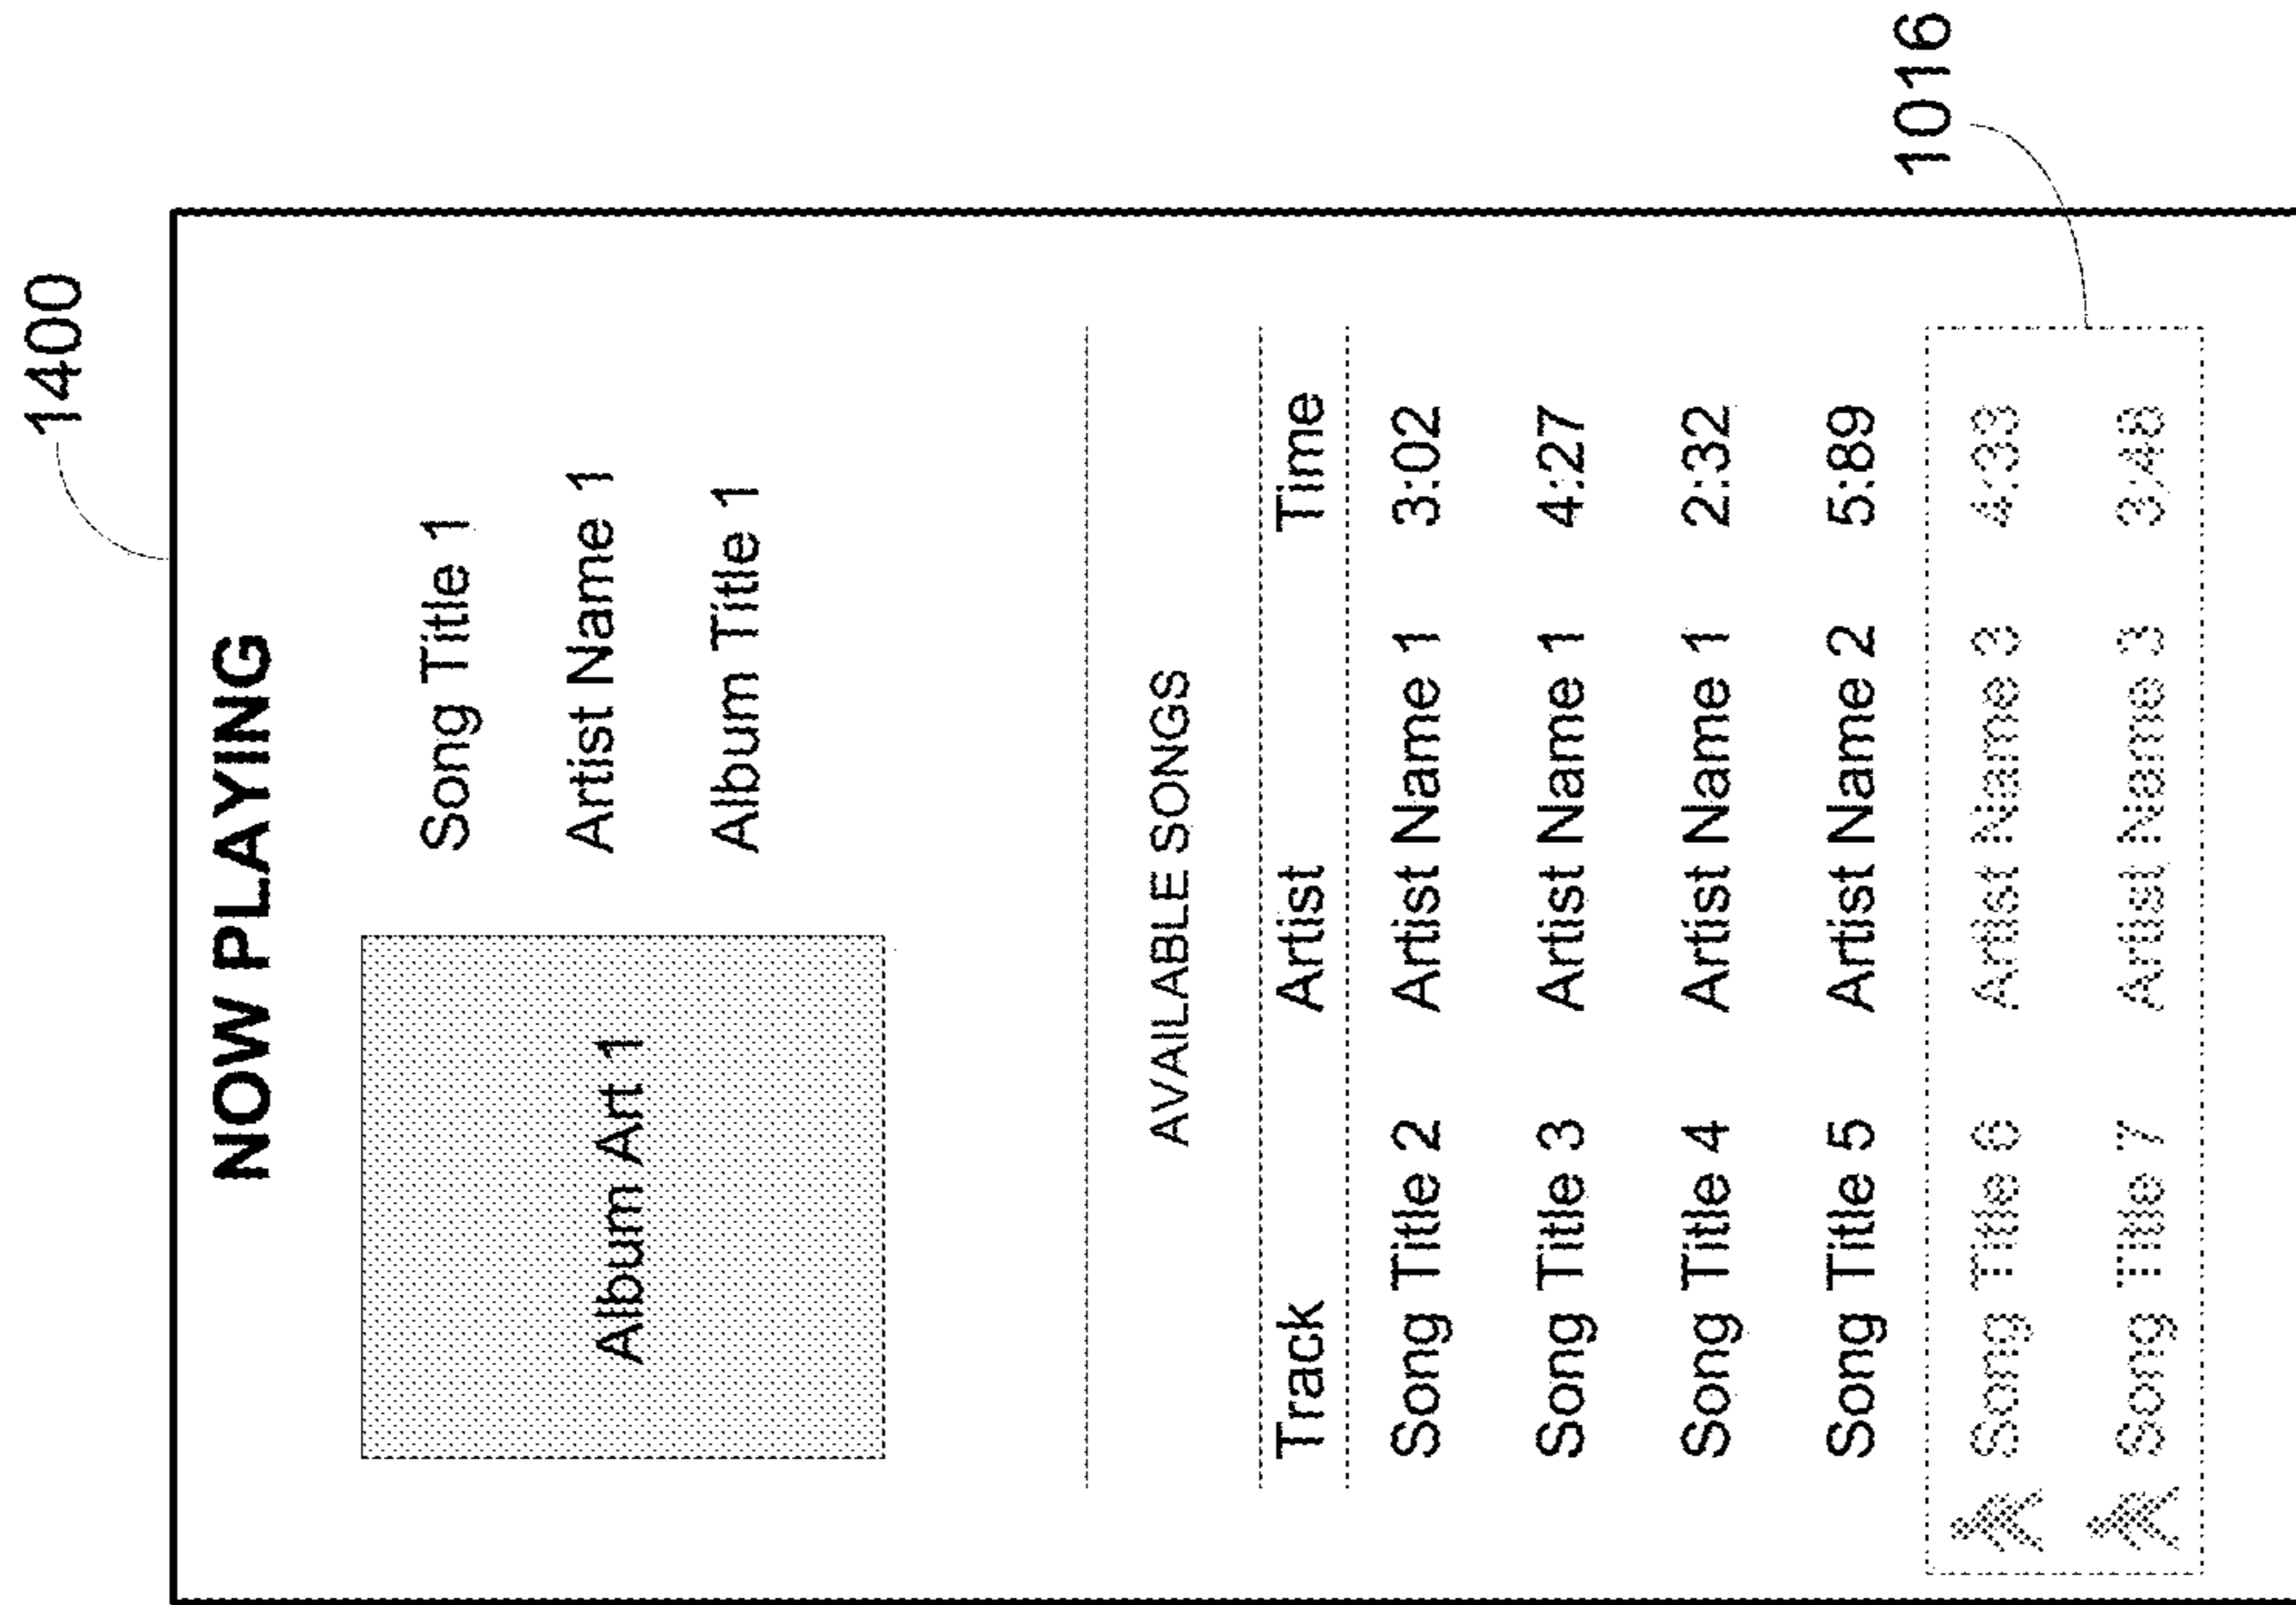 1400
NOW PLAYING
Album Art 1
Song Title 1
Artist Name 1
Album Title 1
AVAILABLE SONGS
Track Artist Time
Song Title 2 Artist Name 1 3:02
Song Title 3 Artist Name 1 4:27
Song Title 4 Artist Name 1 2:32
Song Title 5 Artist Name 2 5:89
Song Title 6 Artist Name 3 4:33
Song Title 7 Artist Name 3 3:48
1016